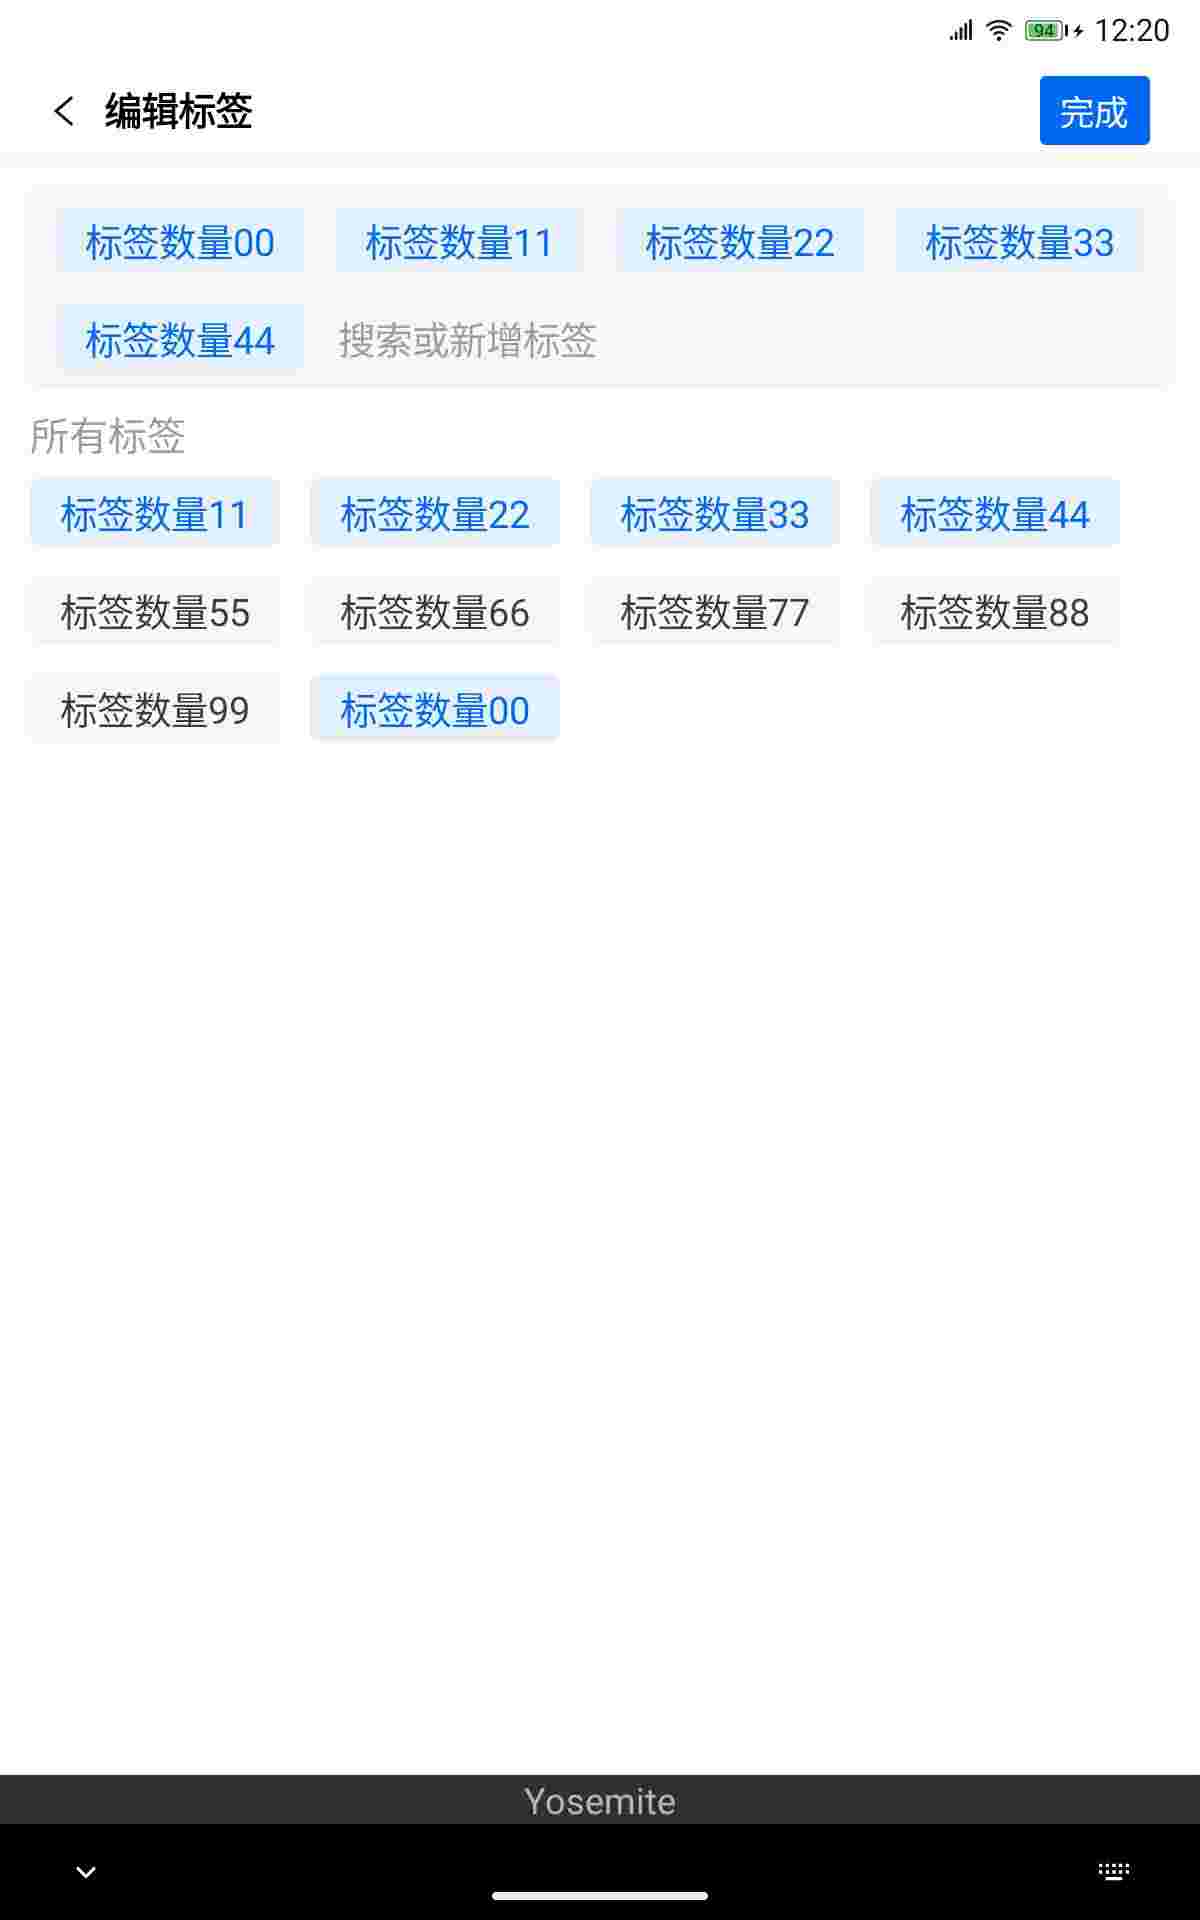 94 12:20
编辑标签 完成
标签数量00 标签数量11 标签数量22 标签数量33
标签数量44 搜索或新增标签
所有标签
标签数量11 标签数量22 标签数量33 标签数量44
标签数量55 标签数量66 标签数量77 标签数量88
标签数量99 标签数量00
Yosemite